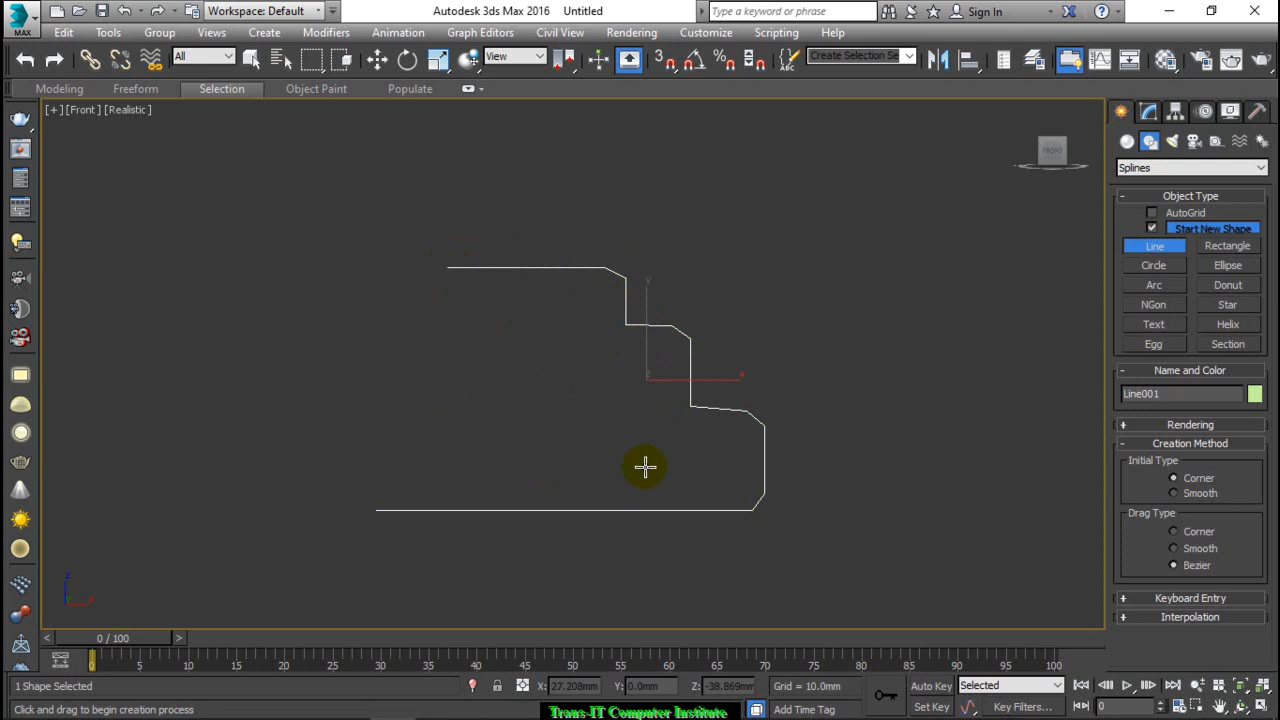 Workspace: Default
Autodesk 3ds Max 2016 Untitled
Type a keyword or phrase
Sign In
MAX
Edit Tools Group Views Create Modifiers Animation Graph Editors Civil View Rendering Customize Scripting Help
All
View
3
Create Selection Se
Modeling Freeform Selection Object Paint Populate
[+] [Front] [Realistic]
FRONT
Splines
- Object Type
AutoGrid
Start New Shape
Line Rectangle
Circle Ellipse
Arc Donut
NGon Star
Text Helix
Egg Section
- Name and Color
Line001
+ Rendering
- Creation Method
Initial Type
Corner
Smooth
Drag Type
Corner
Smooth
Bezier
+ Keyboard Entry
+ Interpolation
y
z x
z
x
< 0 / 100 >
0 5 10 15 20 25 30 35 40 45 50 55 60 65 70 75 80 85 90 95 100
1 Shape Selected
X: 27.208mm Y: 0.0mm Z: -38.869mm Grid = 10.0mm
Auto Key Selected
Click and drag to begin creation process
Trans-IT Computer Institute
Add Time Tag
Set Key Key Filters... 0